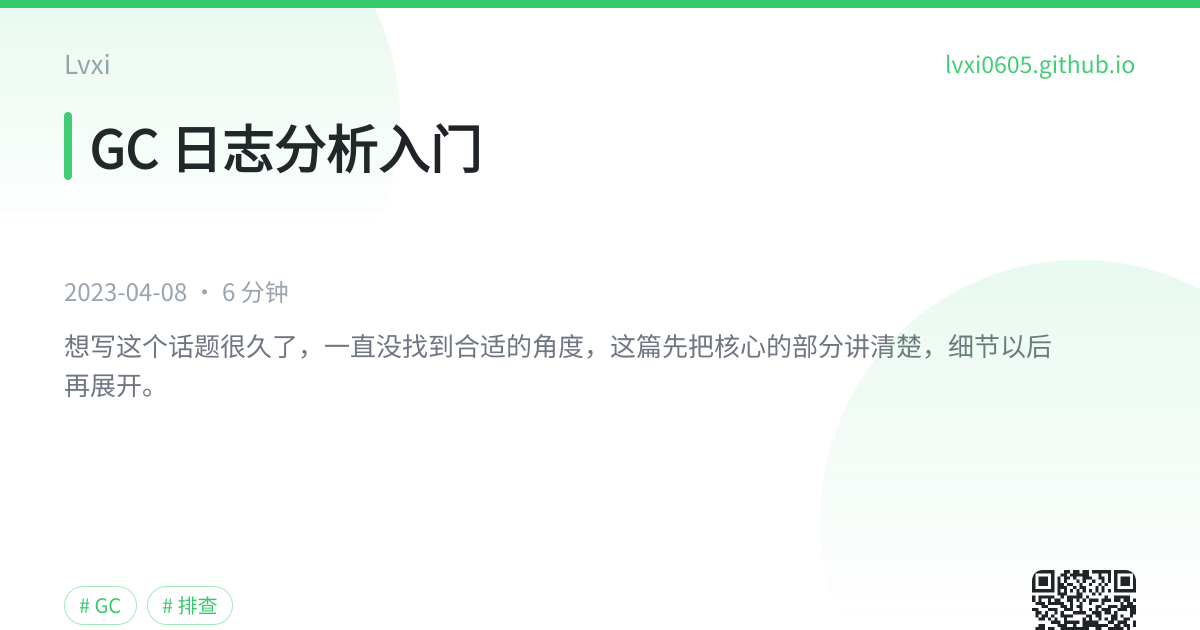 Lvxi
lvxi0605.github.io
GC 日志分析入门
2023-04-08 · 6 分钟
想写这个话题很久了，一直没找到合适的角度，这篇先把核心的部分讲清楚，细节以后
再展开。
# GC
# 排查